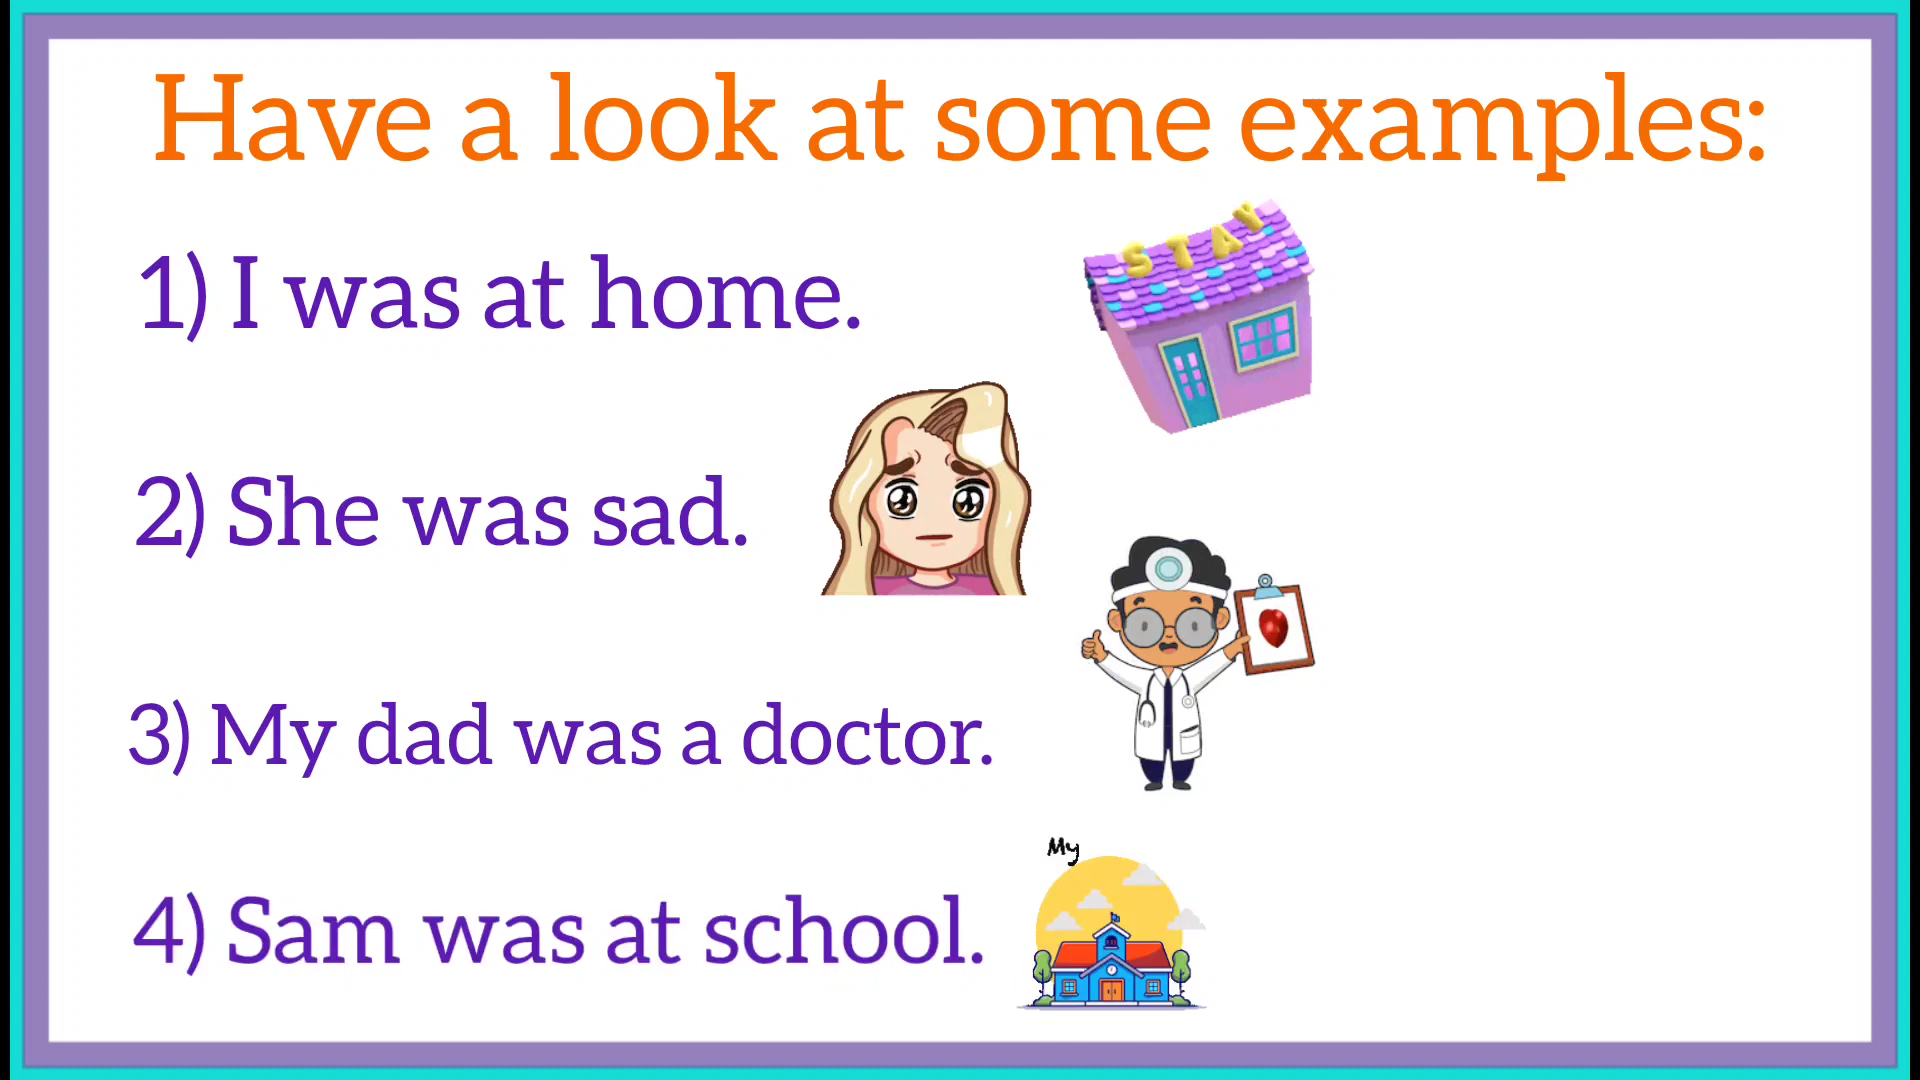 Have a look at some examples:
STAY
1) I was at home.
2) She was sad.
3) My dad was a doctor.
My
4) Sam was at school.